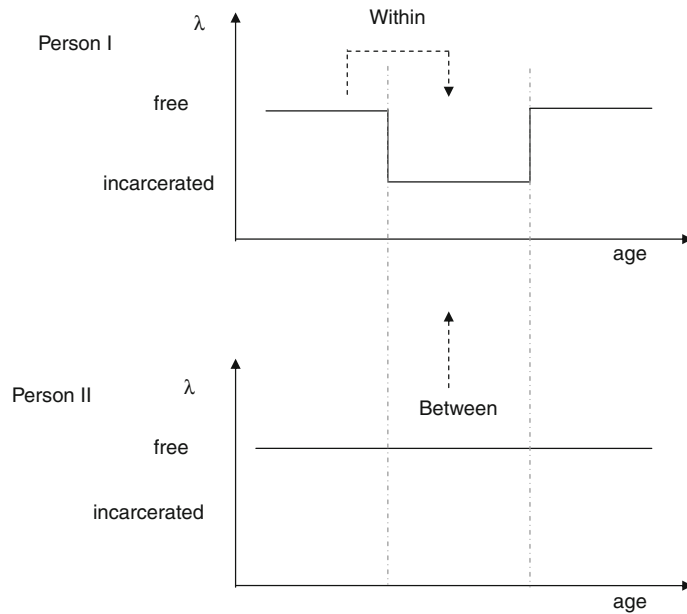 Within
λ
Person I
free
incarcerated
age
λ
Person II
Between
free
incarcerated
age